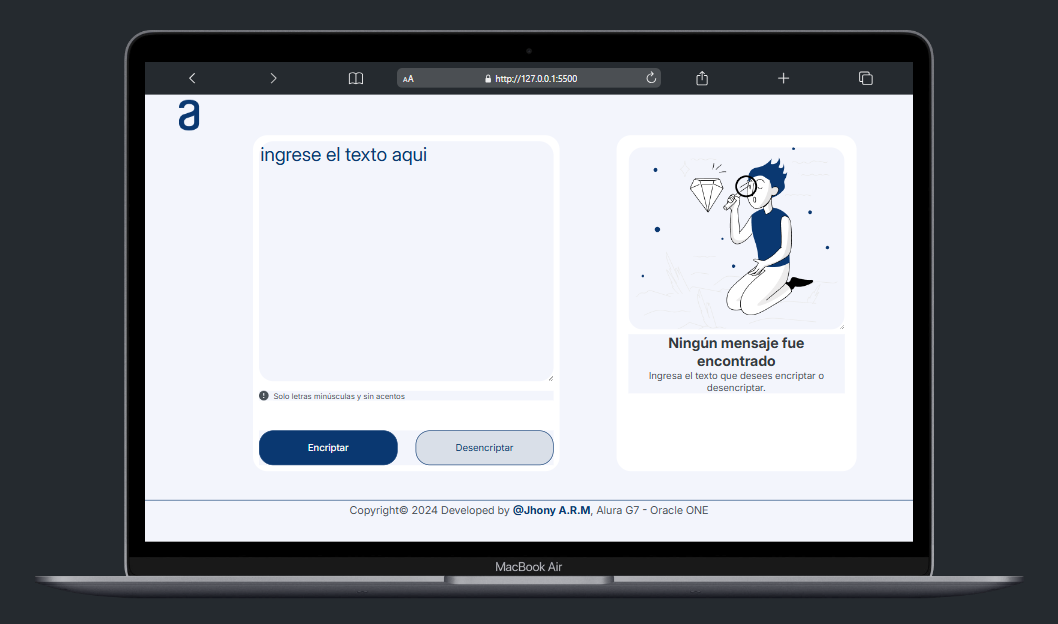 AA http://127.0.0.1:5500
a
ingrese el texto aqui
Solo letras minúsculas y sin acentos
Encriptar
Desencriptar
Ningún mensaje fue
encontrado
Ingresa el texto que desees encriptar o
desencriptar.
Copyright© 2024 Developed by @Jhony A.R.M, Alura G7 - Oracle ONE
MacBook Air